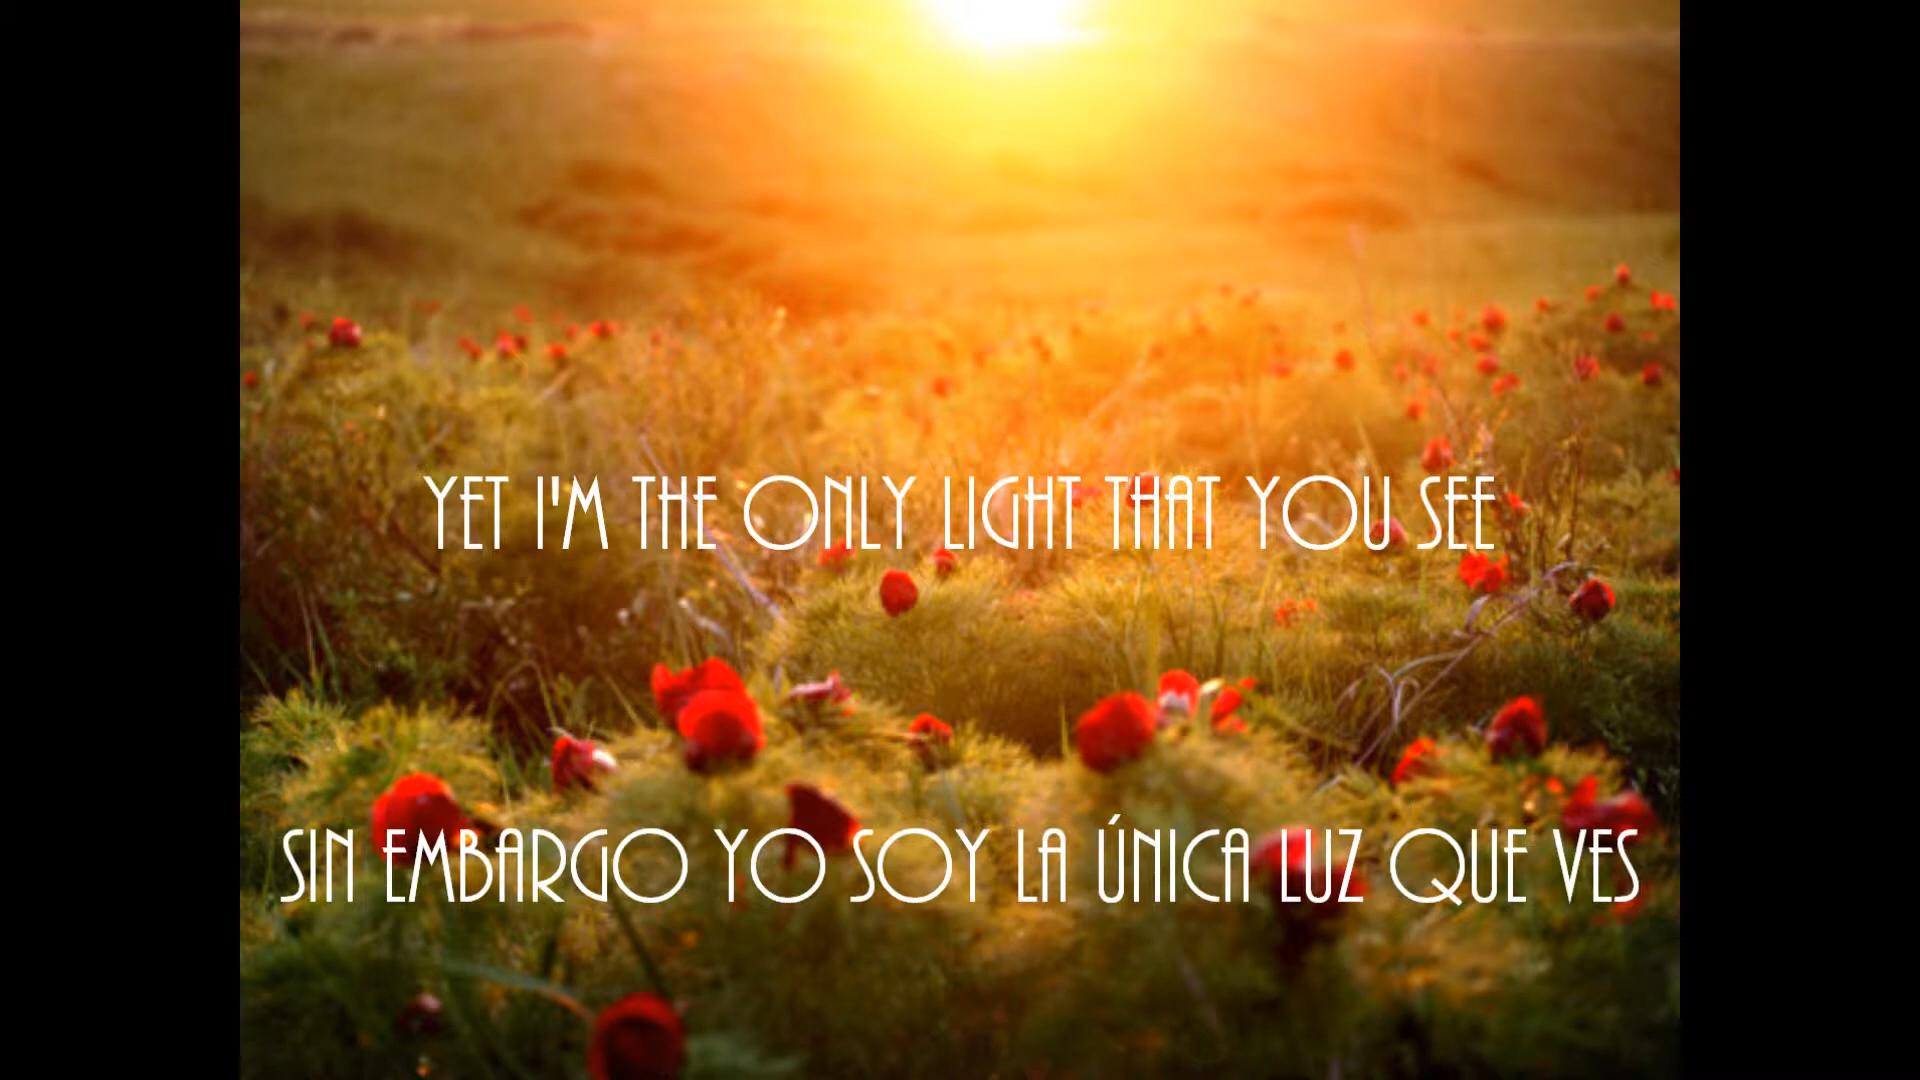 YET I'M THE ONLY LIGHT THAT YOU SEE
SIN EMBARGO YO SOY LA ÚNICA LUZ QUE VES